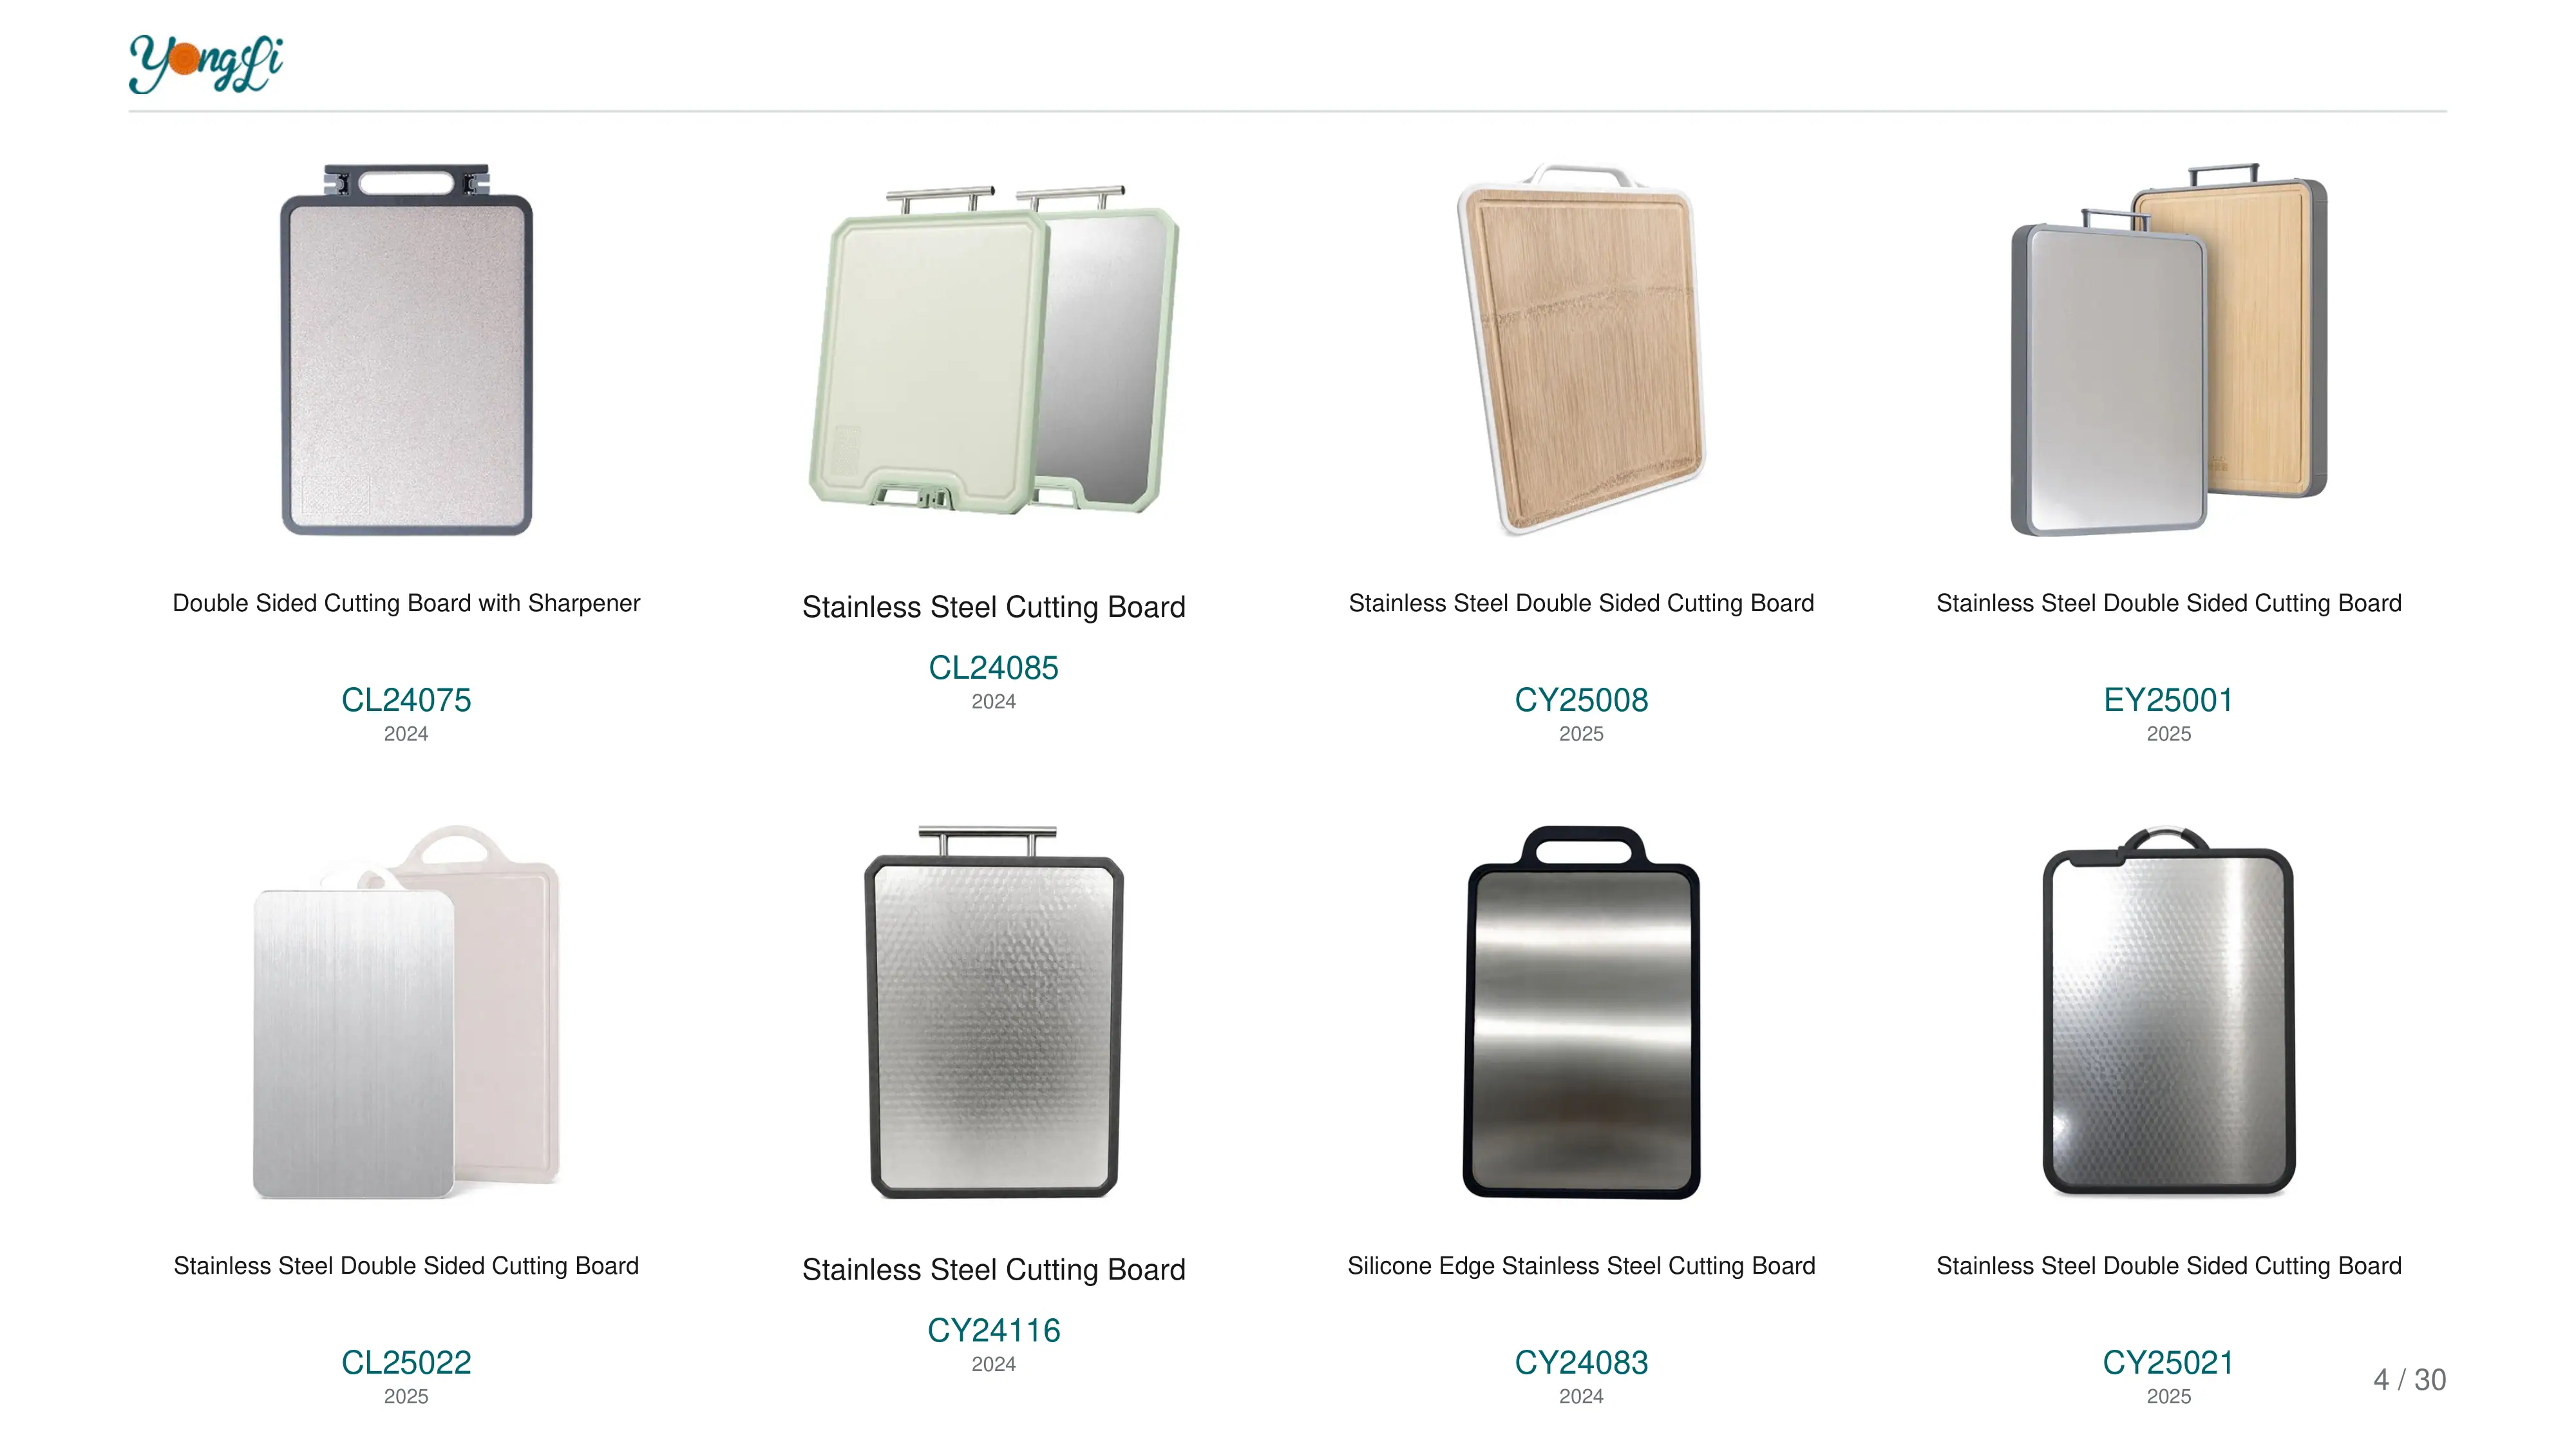 YongLi
Double Sided Cutting Board with Sharpener
CL24075
2024
Stainless Steel Cutting Board
CL24085
2024
Stainless Steel Double Sided Cutting Board
CY25008
2025
Stainless Steel Double Sided Cutting Board
EY25001
2025
Stainless Steel Double Sided Cutting Board
CL25022
2025
Stainless Steel Cutting Board
CY24116
2024
Silicone Edge Stainless Steel Cutting Board
CY24083
2024
Stainless Steel Double Sided Cutting Board
CY25021
2025
4 / 30